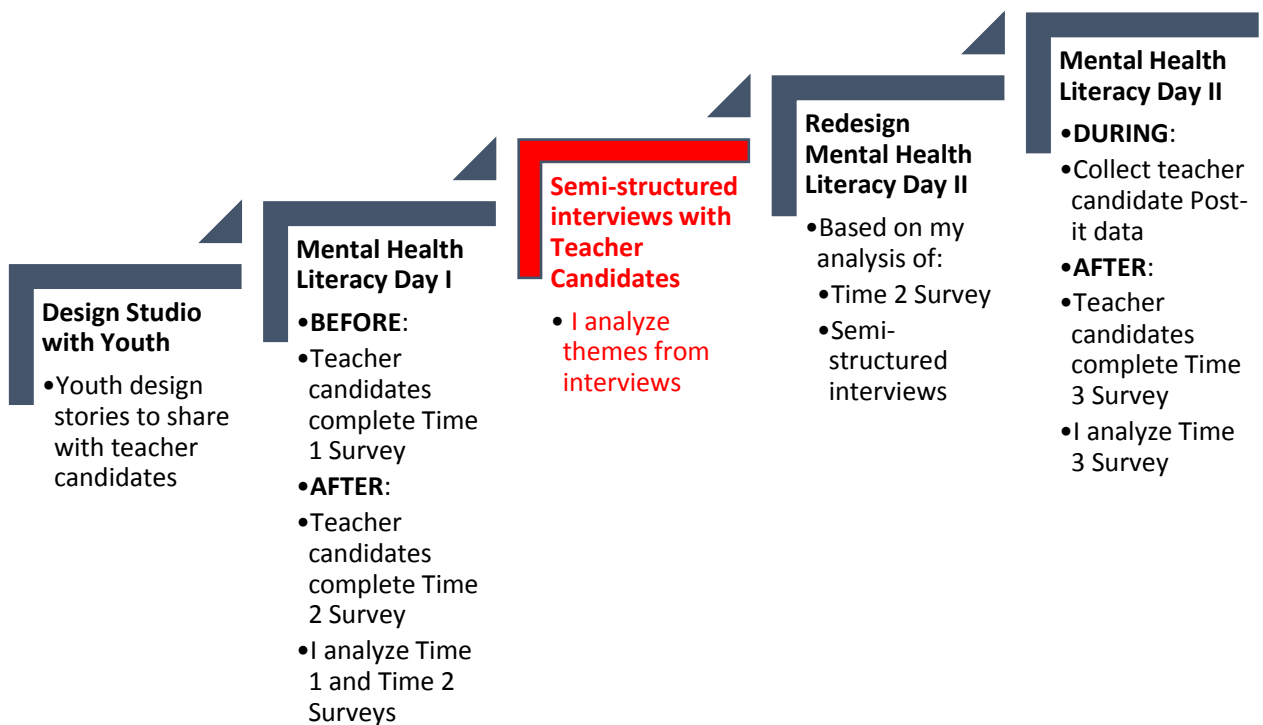 Design Studio
with Youth
•Youth design
stories to share
with teacher
candidates
Mental Health
Literacy Day I
•BEFORE:
•Teacher
candidates
complete Time
1 Survey
•AFTER:
•Teacher
candidates
complete Time
2 Survey
•I analyze Time
1 and Time 2
Surveys
Semi-structured
interviews with
Teacher
Candidates
• I analyze
themes from
interviews
Redesign
Mental Health
Literacy Day II
•Based on my
analysis of:
•Time 2 Survey
•Semi-
structured
interviews
Mental Health
Literacy Day II
•DURING:
•Collect teacher
candidate Post-
it data
•AFTER:
•Teacher
candidates
complete Time
3 Survey
•I analyze Time
3 Survey